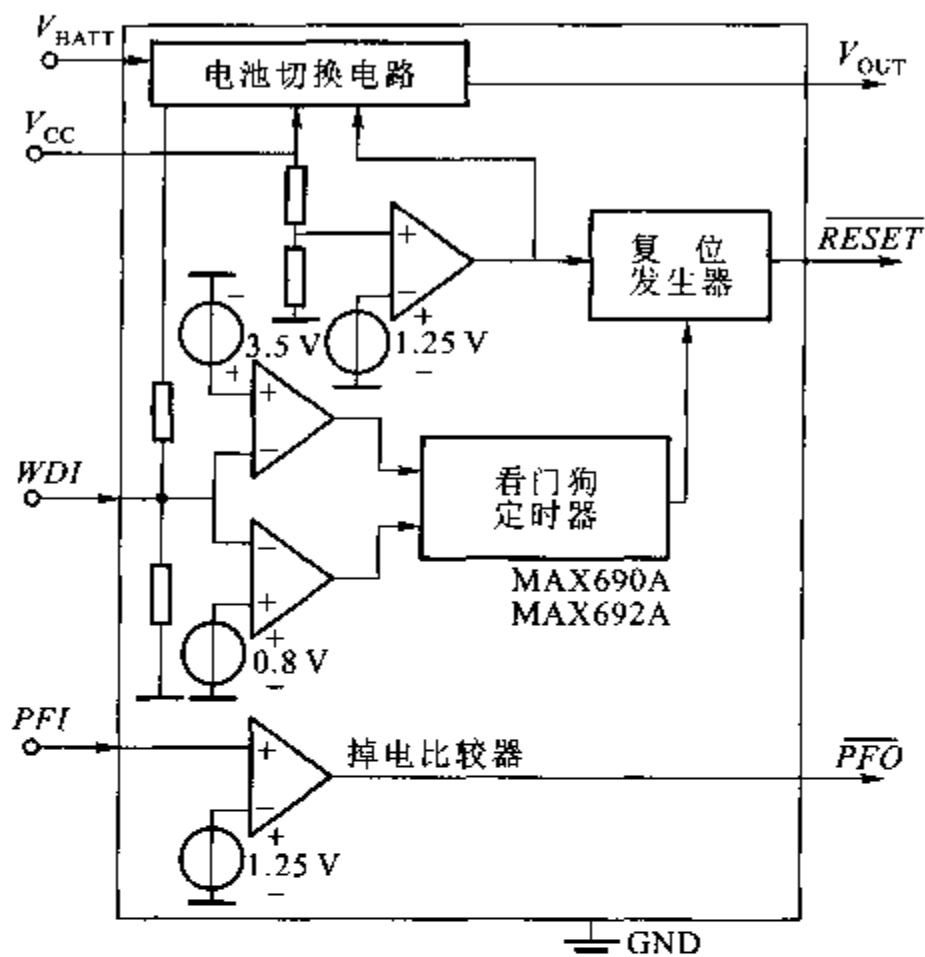 V_BATT
电池切换电路
V_OUT
V_CC
+
−
复 位
发生器
RESET
−
3.5 V
+
+
1.25 V
−
+
−
WDI
看门狗
定时器
MAX690A
MAX692A
−
+
+
0.8 V
−
PFI
+
−
掉电比较器
PFO
+
1.25 V
−
GND